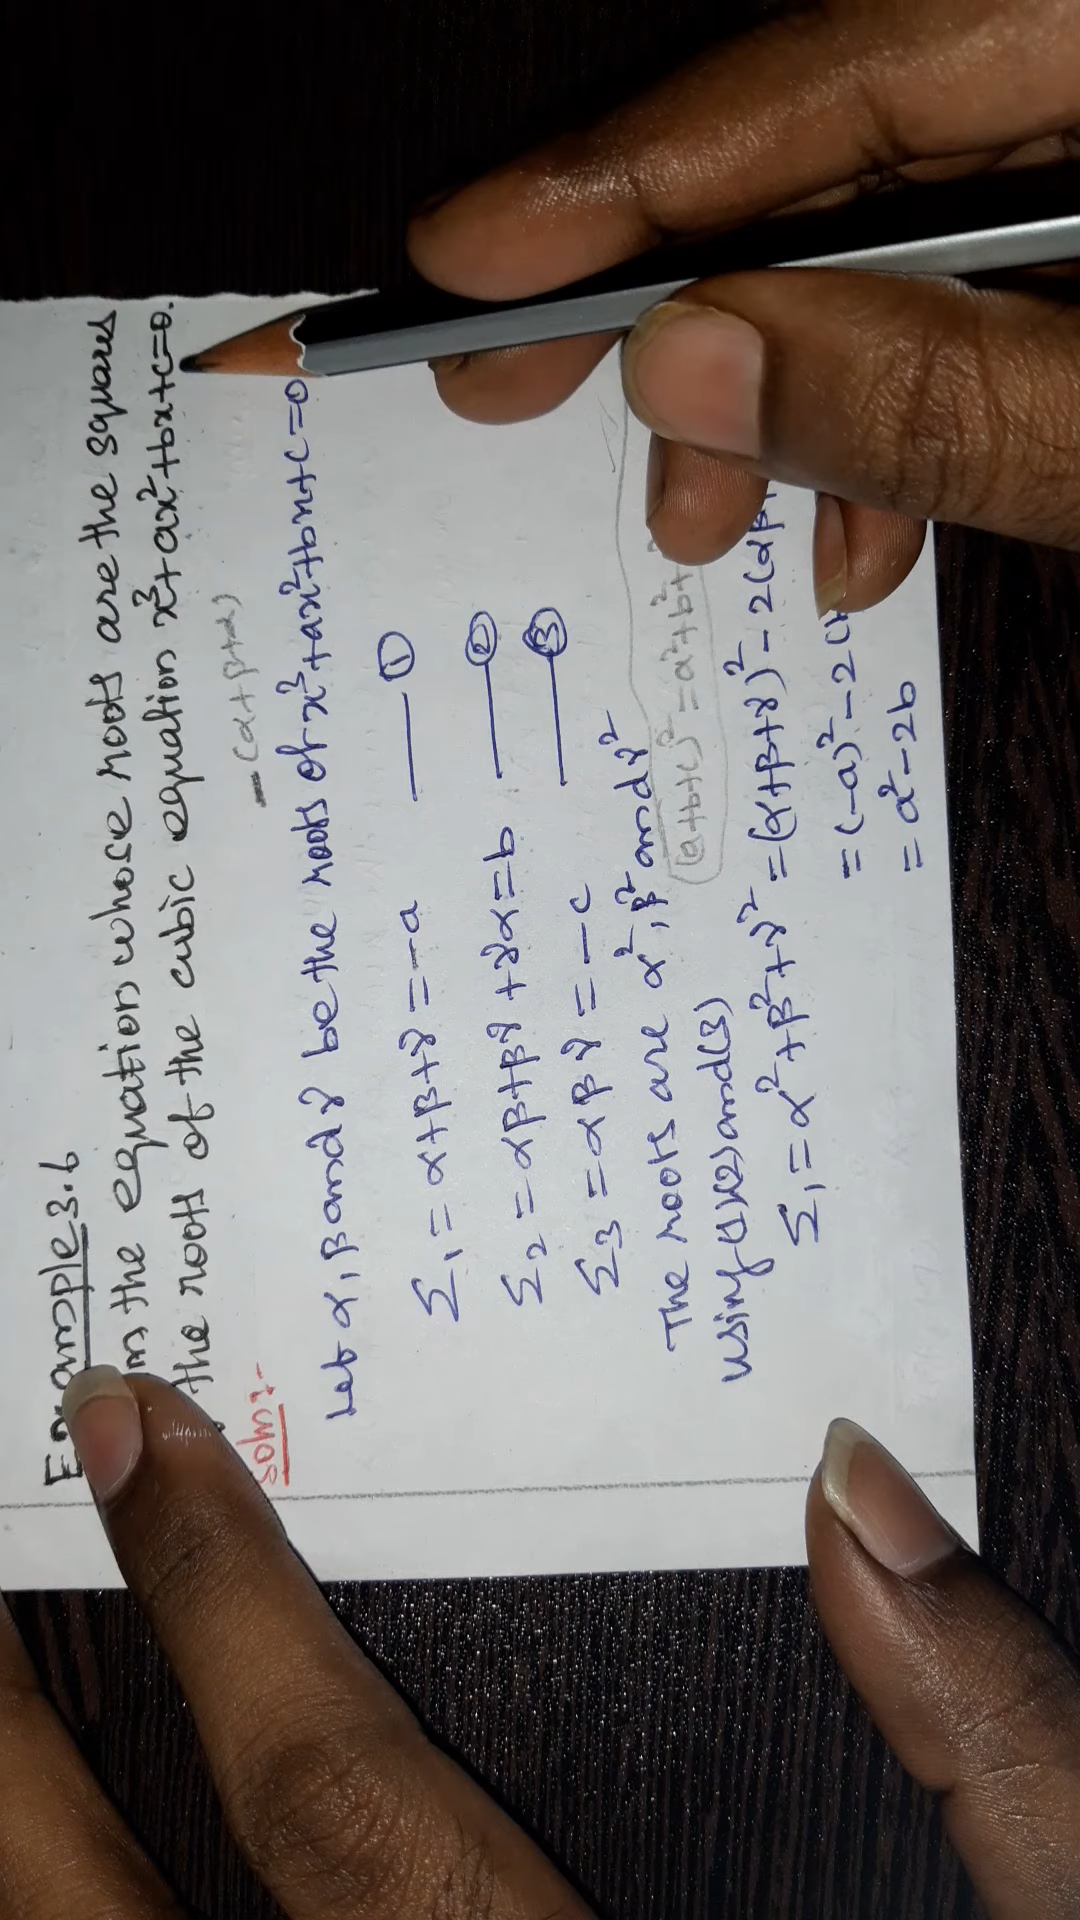 Example 3.6
the equation whose roots are the squares
the roots of the cubic equation x³+ax²+bx+c=0.
-(α+β+γ)
Soln:-
Let α, β and γ be the roots of x³+ax²+bx+c=0
Σ₁ = α+β+γ = -a —— ①
Σ₂ = αβ+βγ+γα = b —— ②
Σ₃ = αβγ = -c —— ③
The roots are α², β² and γ²
(a+b+c)² = a²+b²+
using (1)(2) and (3)
Σ₁ = α²+β²+γ² = (α+β+γ)² - 2(αβ+
= (-a)² - 2(
= a² - 2b